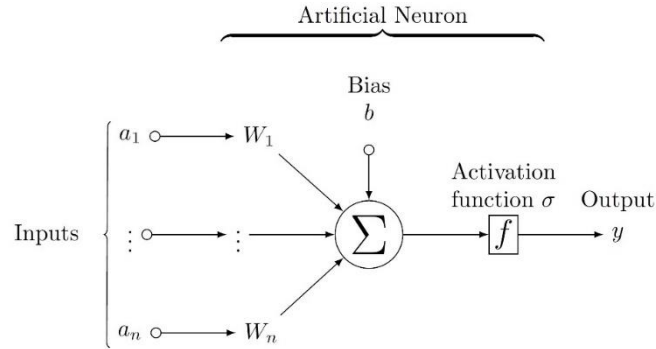 Artificial Neuron
Bias
b
a₁ W₁
Activation
function σ Output
Inputs ⋮ ⋮ Σ f y
aₙ Wₙ